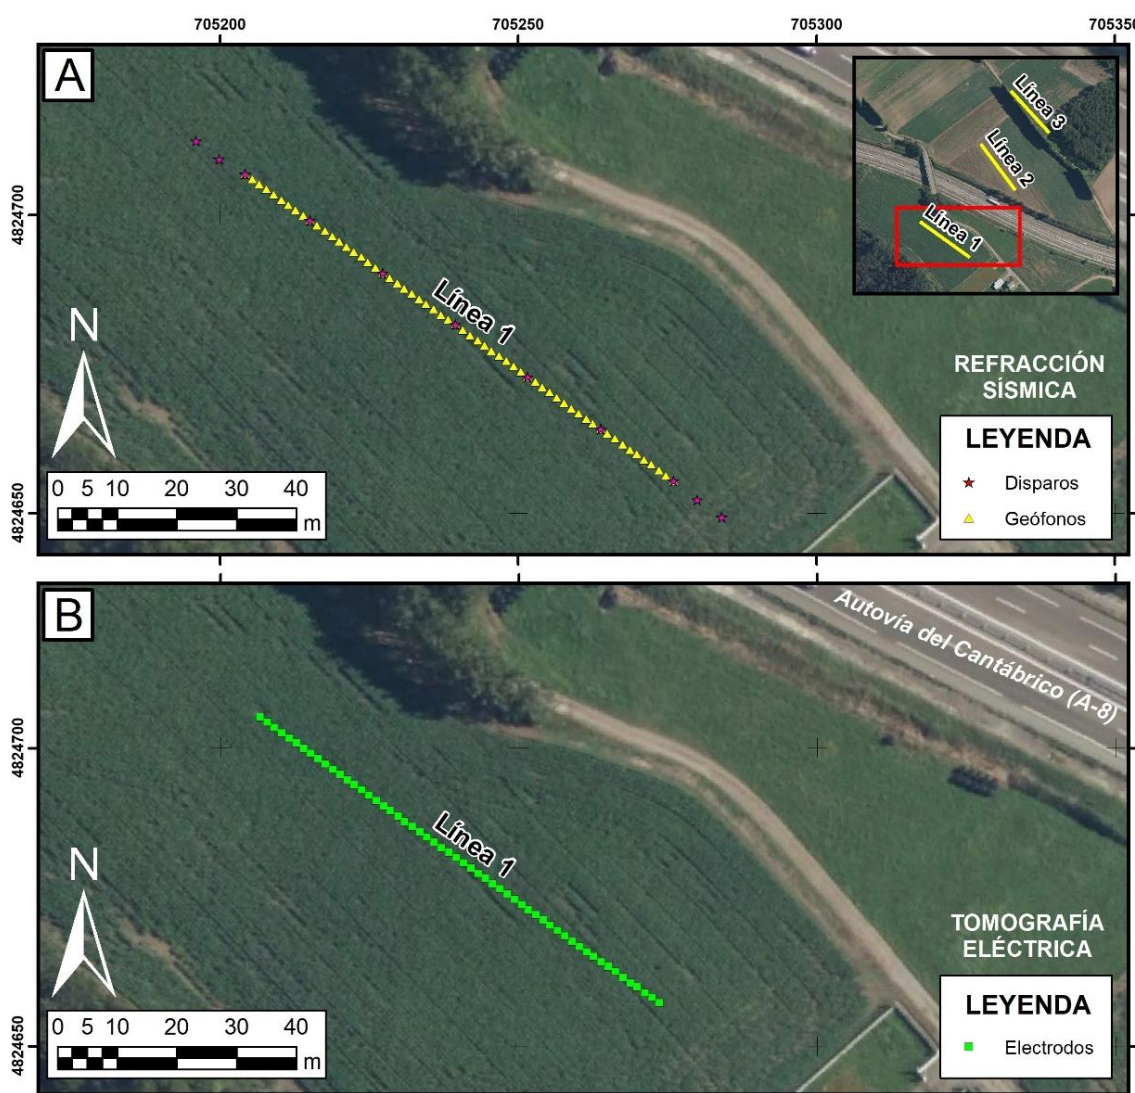 705200
705250
705300
705350
A
Línea 3
Línea 2
Línea 1
4824700
Línea 1
N
REFRACCIÓN
SÍSMICA
LEYENDA
Disparos
Geófonos
0 5 10 20 30 40
m
4824650
B
Autovía del Cantábrico (A-8)
4824700
Línea 1
N
TOMOGRAFÍA
ELÉCTRICA
LEYENDA
Electrodos
0 5 10 20 30 40
m
4824650